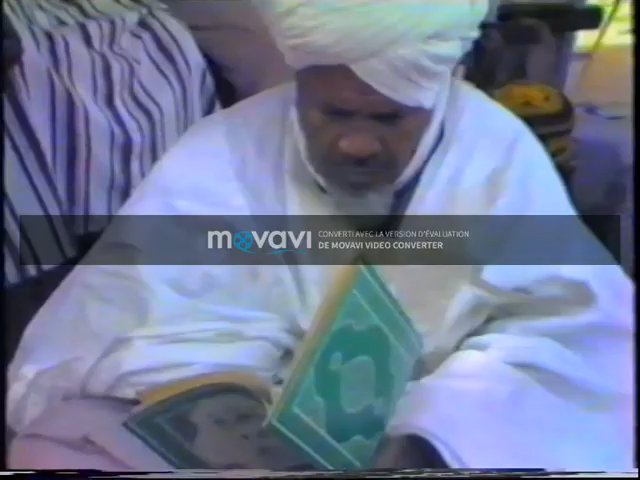 movavi
CONVERTI AVEC LA VERSION D'ÉVALUATION
DE MOVAVI VIDEO CONVERTER